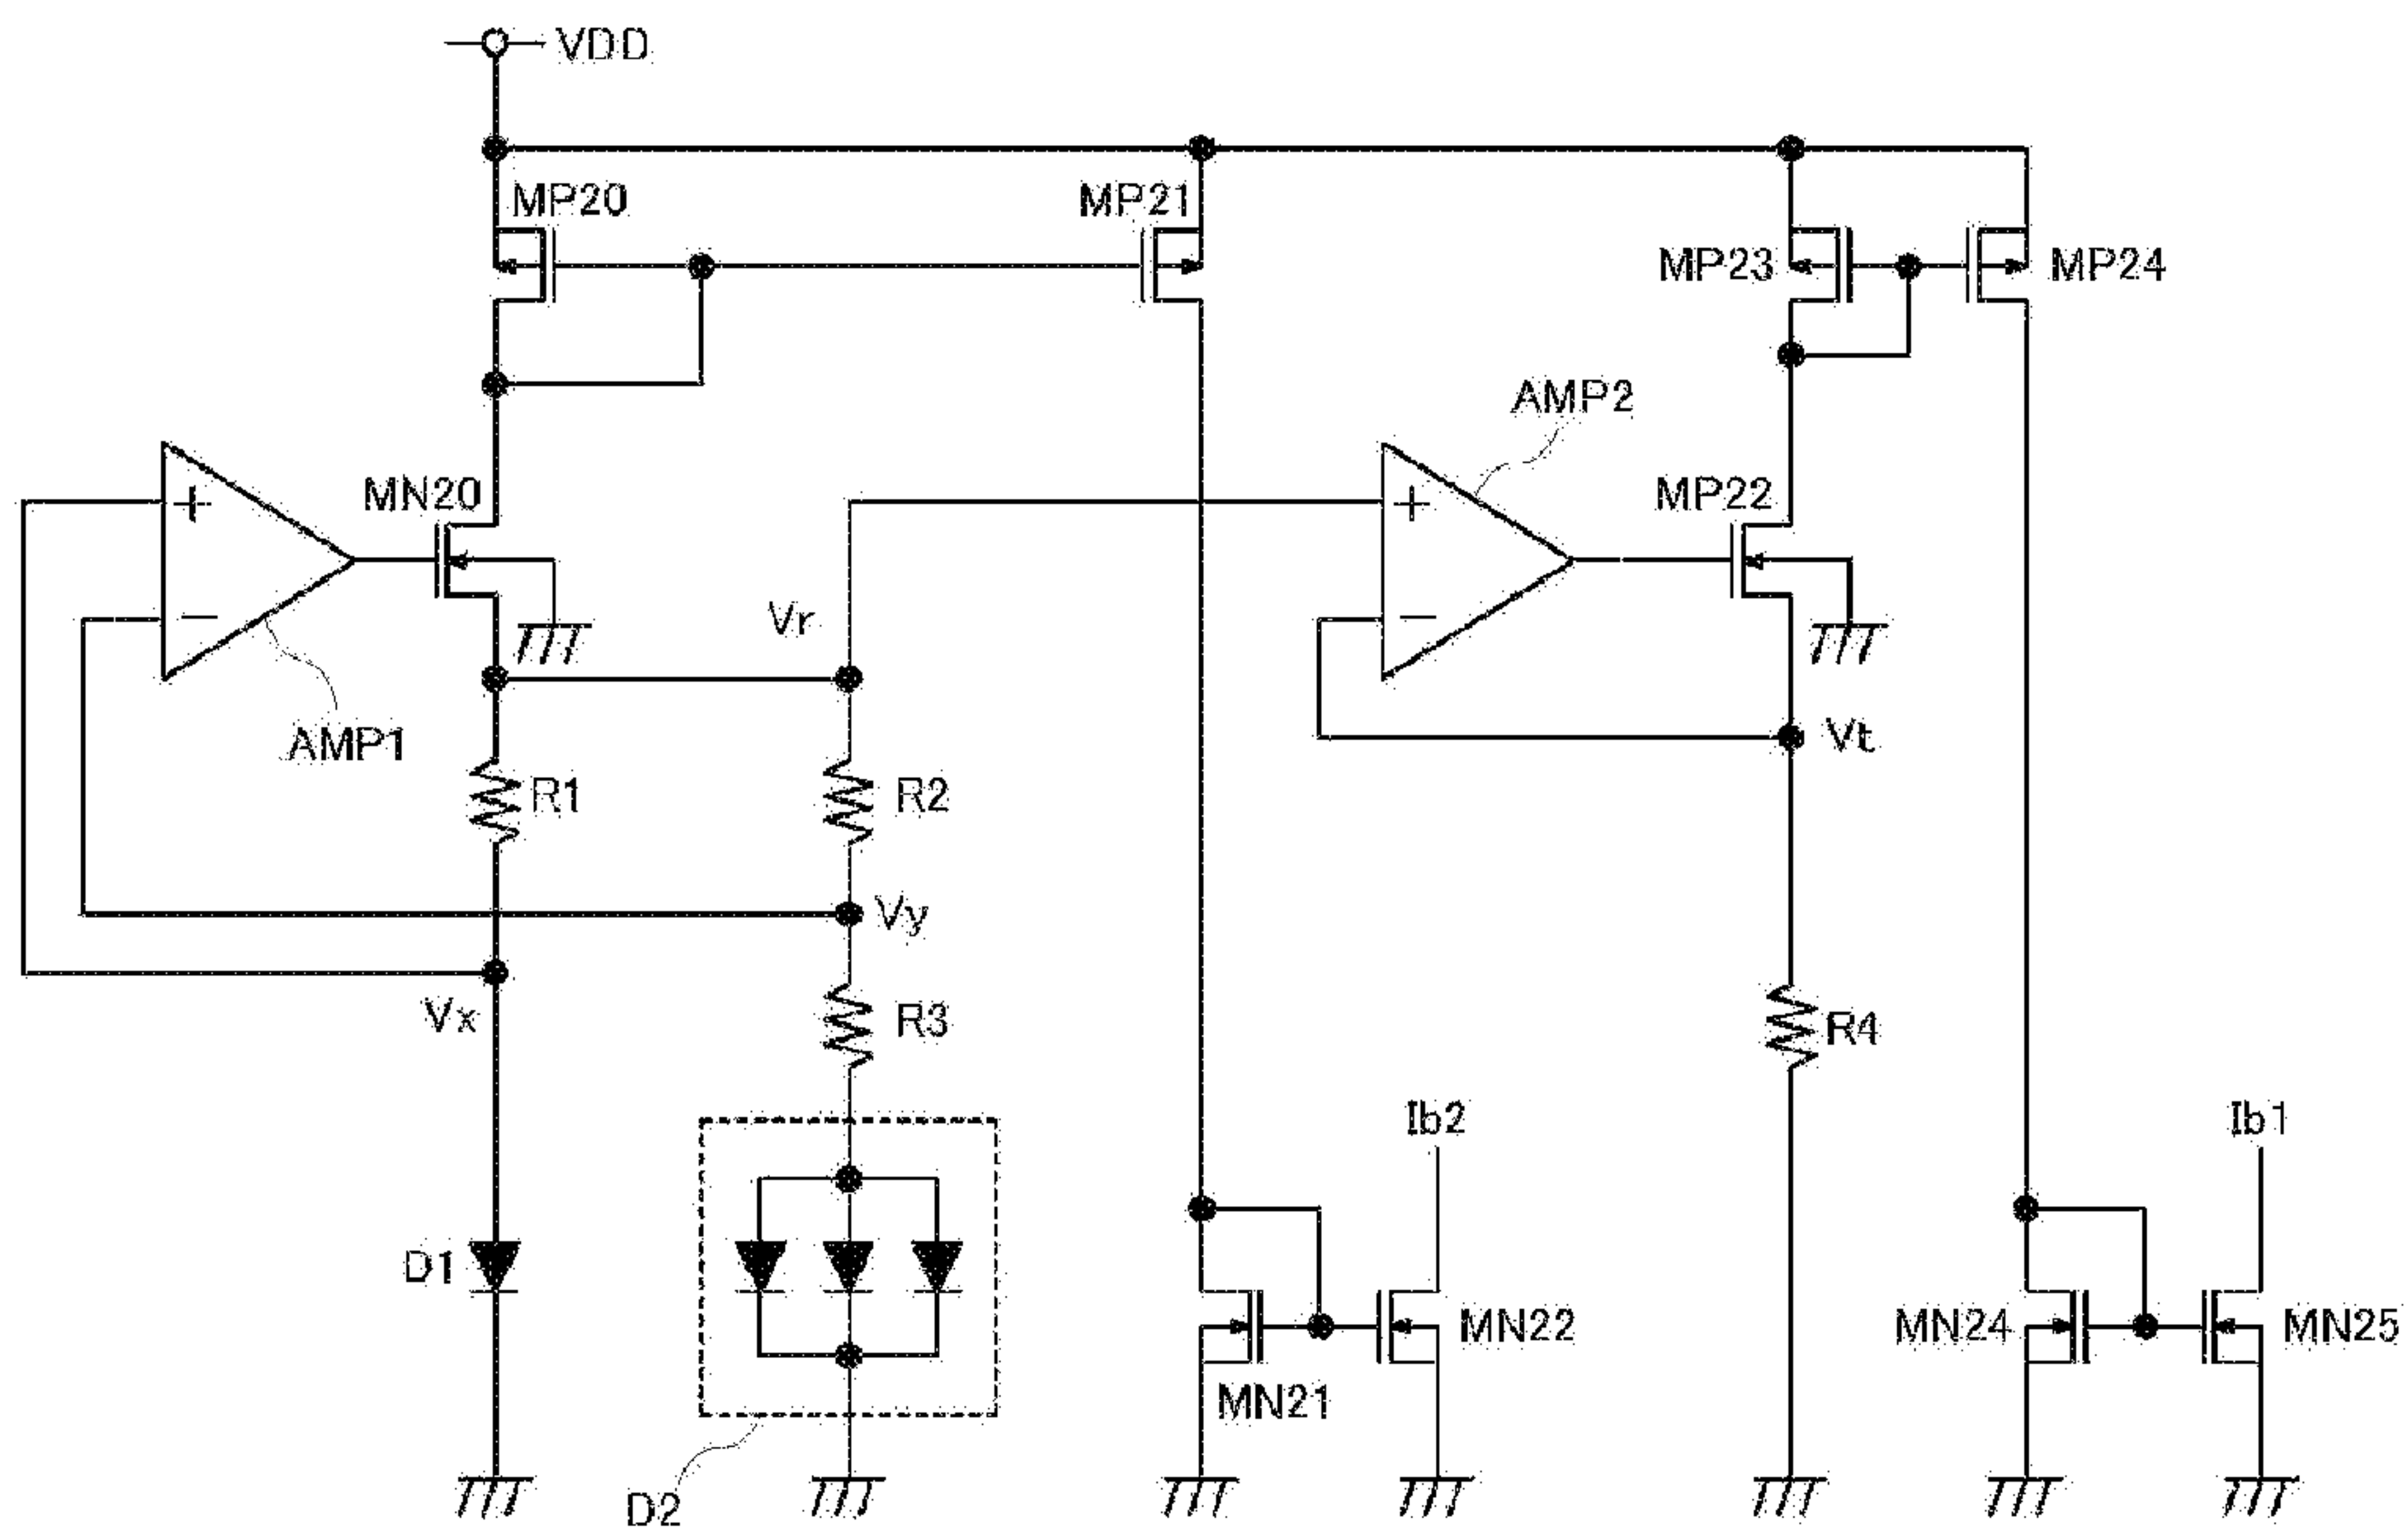 VDD
MP20
MP21
MP23
MP24
AMP2
MN20
MP22
+
+
Vr
−
−
AMP1
Vt
R1
R2
Vy
Vx
R3
R4
Ib2
Ib1
D1
MN22
MN24
MN25
MN21
D2